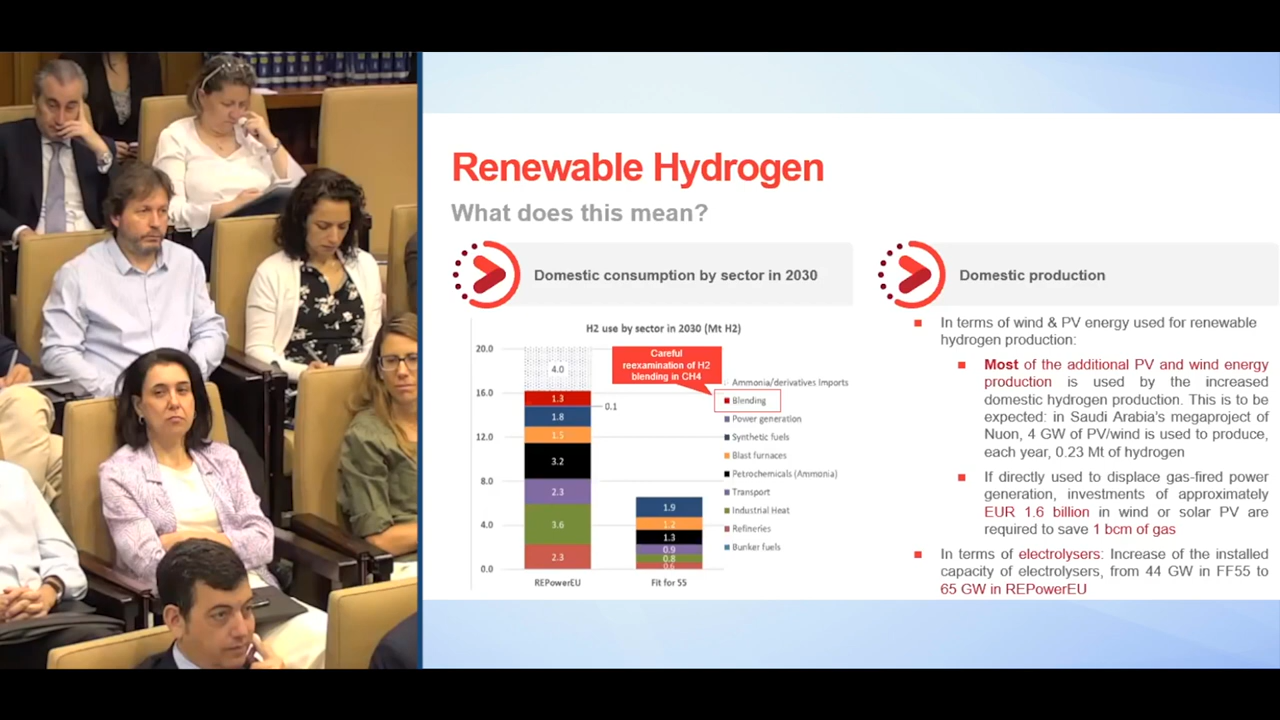 Renewable Hydrogen
What does this mean?
Domestic consumption by sector in 2030
H2 use by sector in 2030 (Mt H2)
20.0
16.0
12.0
8.0
4.0
0.0
4.0
1.3
0.1
1.8
1.5
3.2
2.3
3.6
2.3
REPowerEU
1.9
1.2
1.3
0.9
0.8
0.6
Fit for 55
Careful
reexamination of H2
blending in CH4
Ammonia/derivatives Imports
Blending
Power generation
Synthetic fuels
Blast furnaces
Petrochemicals (Ammonia)
Transport
Industrial Heat
Refineries
Bunker fuels
Domestic production
In terms of wind & PV energy used for renewable
hydrogen production:
Most of the additional PV and wind energy
production is used by the increased
domestic hydrogen production. This is to be
expected: in Saudi Arabia's megaproject of
Nuon, 4 GW of PV/wind is used to produce,
each year, 0.23 Mt of hydrogen
If directly used to displace gas-fired power
generation, investments of approximately
EUR 1.6 billion in wind or solar PV are
required to save 1 bcm of gas
In terms of electrolysers: Increase of the installed
capacity of electrolysers, from 44 GW in FF55 to
65 GW in REPowerEU